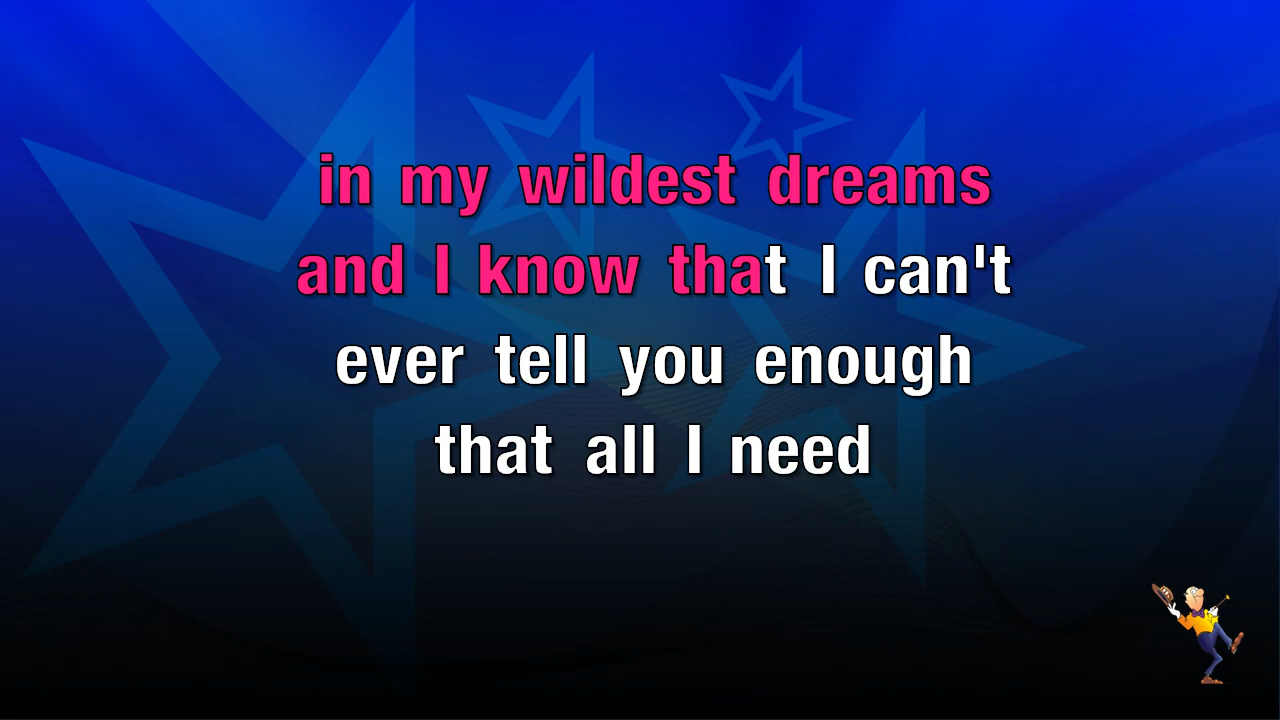 in my wildest dreams
and I know that I can't
ever tell you enough
that all I need